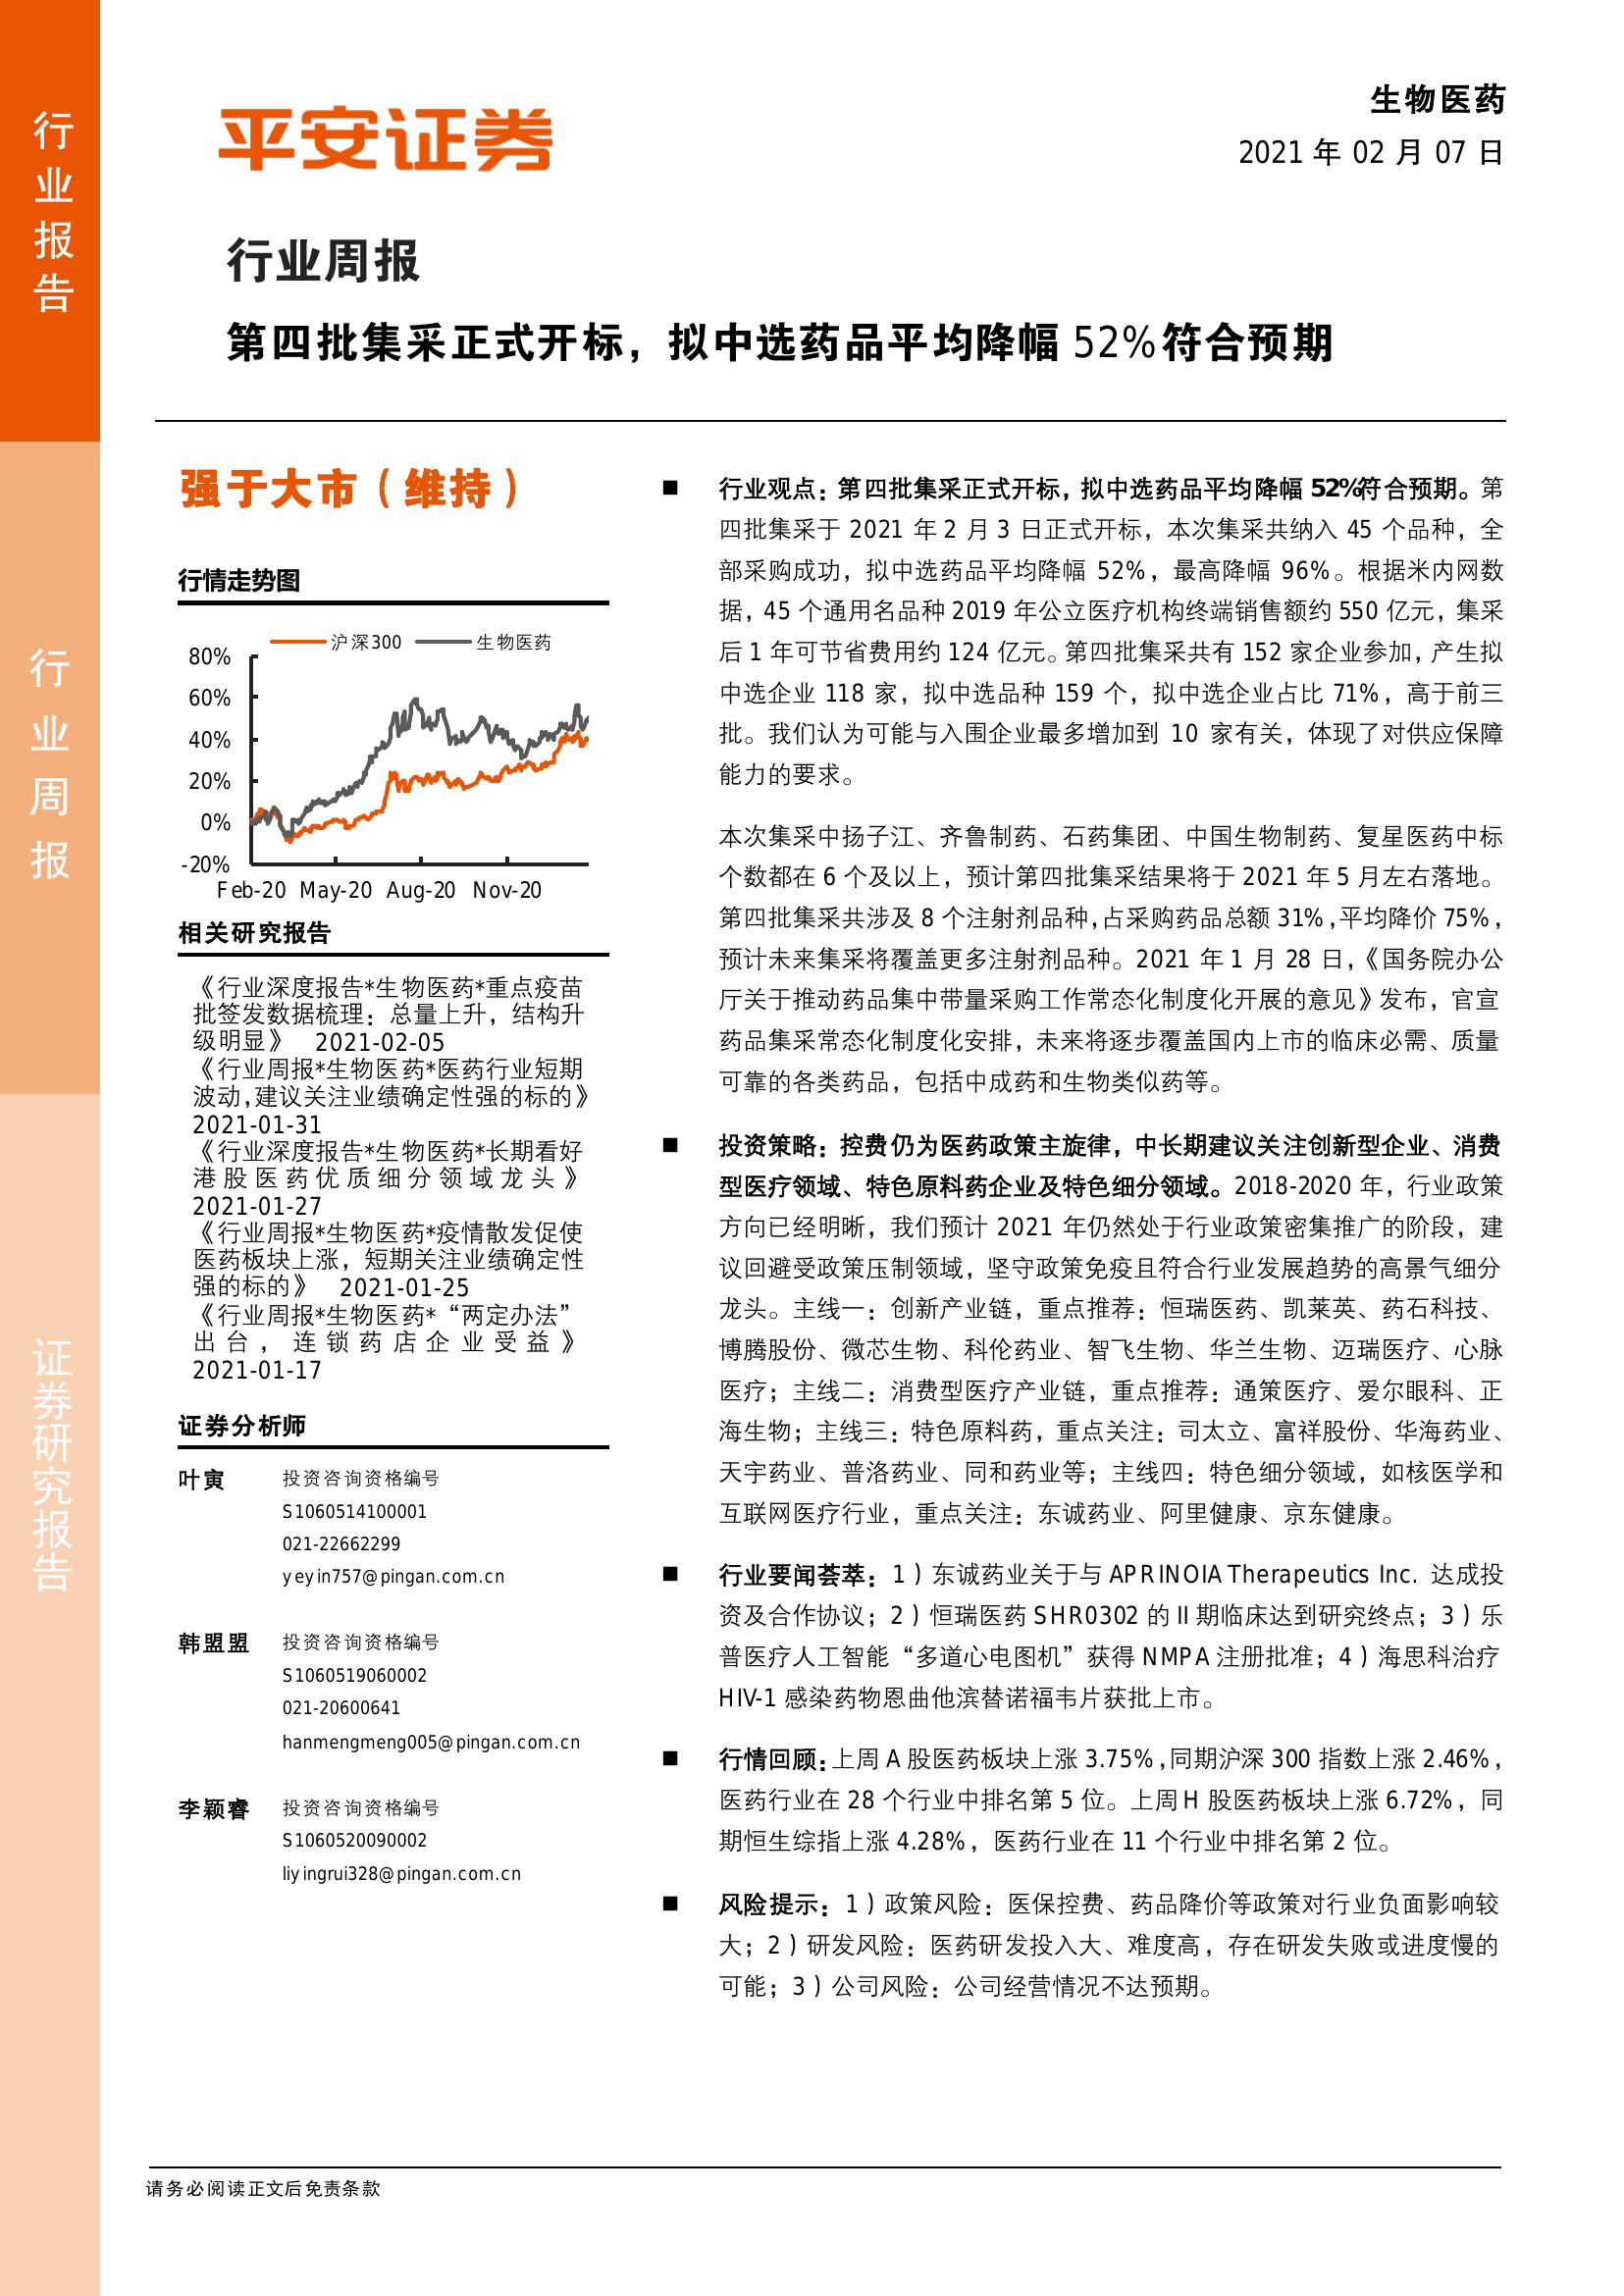 行业报告
行业周报
证券研究报告
平安证券
生物医药
2021 年 02 月 07 日
行业周报
第四批集采正式开标，拟中选药品平均降幅 52%符合预期
强于大市（维持）
行情走势图
沪深300 生物医药
80%
60%
40%
20%
0%
-20%
Feb-20 May-20 Aug-20 Nov-20
相关研究报告
《行业深度报告*生物医药*重点疫苗
批签发数据梳理：总量上升，结构升
级明显》 2021-02-05
《行业周报*生物医药*医药行业短期
波动,建议关注业绩确定性强的标的》
2021-01-31
《行业深度报告*生物医药*长期看好
港股医药优质细分领域龙头》
2021-01-27
《行业周报*生物医药*疫情散发促使
医药板块上涨，短期关注业绩确定性
强的标的》 2021-01-25
《行业周报*生物医药*“两定办法”
出台，连锁药店企业受益》
2021-01-17
证券分析师
叶寅 投资咨询资格编号
S1060514100001
021-22662299
yeyin757@pingan.com.cn
韩盟盟 投资咨询资格编号
S1060519060002
021-20600641
hanmengmeng005@pingan.com.cn
李颖睿 投资咨询资格编号
S1060520090002
liyingrui328@pingan.com.cn
■ 行业观点：第四批集采正式开标，拟中选药品平均降幅 52%符合预期。第
四批集采于 2021 年 2 月 3 日正式开标，本次集采共纳入 45 个品种，全
部采购成功，拟中选药品平均降幅 52%，最高降幅 96%。根据米内网数
据，45 个通用名品种 2019 年公立医疗机构终端销售额约 550 亿元，集采
后 1 年可节省费用约 124 亿元。第四批集采共有 152 家企业参加，产生拟
中选企业 118 家，拟中选品种 159 个，拟中选企业占比 71%，高于前三
批。我们认为可能与入围企业最多增加到 10 家有关，体现了对供应保障
能力的要求。
本次集采中扬子江、齐鲁制药、石药集团、中国生物制药、复星医药中标
个数都在 6 个及以上，预计第四批集采结果将于 2021 年 5 月左右落地。
第四批集采共涉及 8 个注射剂品种，占采购药品总额 31%，平均降价 75%，
预计未来集采将覆盖更多注射剂品种。2021 年 1 月 28 日，《国务院办公
厅关于推动药品集中带量采购工作常态化制度化开展的意见》发布，官宣
药品集采常态化制度化安排，未来将逐步覆盖国内上市的临床必需、质量
可靠的各类药品，包括中成药和生物类似药等。
■ 投资策略：控费仍为医药政策主旋律，中长期建议关注创新型企业、消费
型医疗领域、特色原料药企业及特色细分领域。2018-2020 年，行业政策
方向已经明晰，我们预计 2021 年仍然处于行业政策密集推广的阶段，建
议回避受政策压制领域，坚守政策免疫且符合行业发展趋势的高景气细分
龙头。主线一：创新产业链，重点推荐：恒瑞医药、凯莱英、药石科技、
博腾股份、微芯生物、科伦药业、智飞生物、华兰生物、迈瑞医疗、心脉
医疗；主线二：消费型医疗产业链，重点推荐：通策医疗、爱尔眼科、正
海生物；主线三：特色原料药，重点关注：司太立、富祥股份、华海药业、
天宇药业、普洛药业、同和药业等；主线四：特色细分领域，如核医学和
互联网医疗行业，重点关注：东诚药业、阿里健康、京东健康。
■ 行业要闻荟萃：1）东诚药业关于与 APRINOIA Therapeutics Inc. 达成投
资及合作协议；2）恒瑞医药 SHR0302 的 II 期临床达到研究终点；3）乐
普医疗人工智能“多道心电图机”获得 NMPA 注册批准；4）海思科治疗
HIV-1 感染药物恩曲他滨替诺福韦片获批上市。
■ 行情回顾：上周 A 股医药板块上涨 3.75%，同期沪深 300 指数上涨 2.46%，
医药行业在 28 个行业中排名第 5 位。上周 H 股医药板块上涨 6.72%，同
期恒生综指上涨 4.28%，医药行业在 11 个行业中排名第 2 位。
■ 风险提示：1）政策风险：医保控费、药品降价等政策对行业负面影响较
大；2）研发风险：医药研发投入大、难度高，存在研发失败或进度慢的
可能；3）公司风险：公司经营情况不达预期。
请务必阅读正文后免责条款